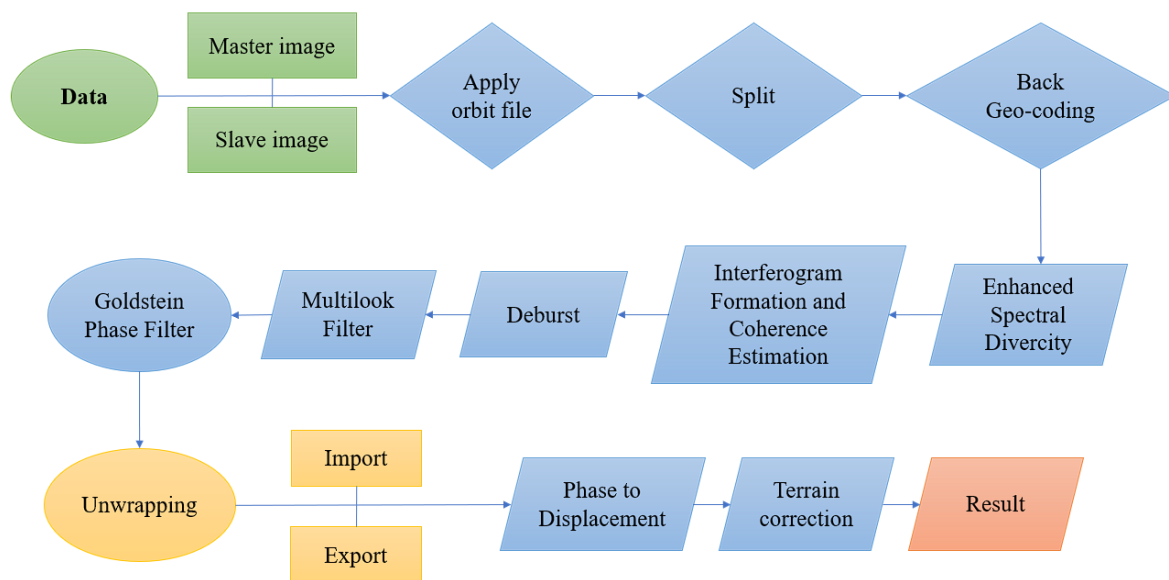 Data
Master image
Slave image
Apply
orbit file
Split
Back
Geo-coding
Enhanced
Spectral
Divercity
Interferogram
Formation and
Coherence
Estimation
Deburst
Multilook
Filter
Goldstein
Phase Filter
Unwrapping
Import
Export
Phase to
Displacement
Terrain
correction
Result